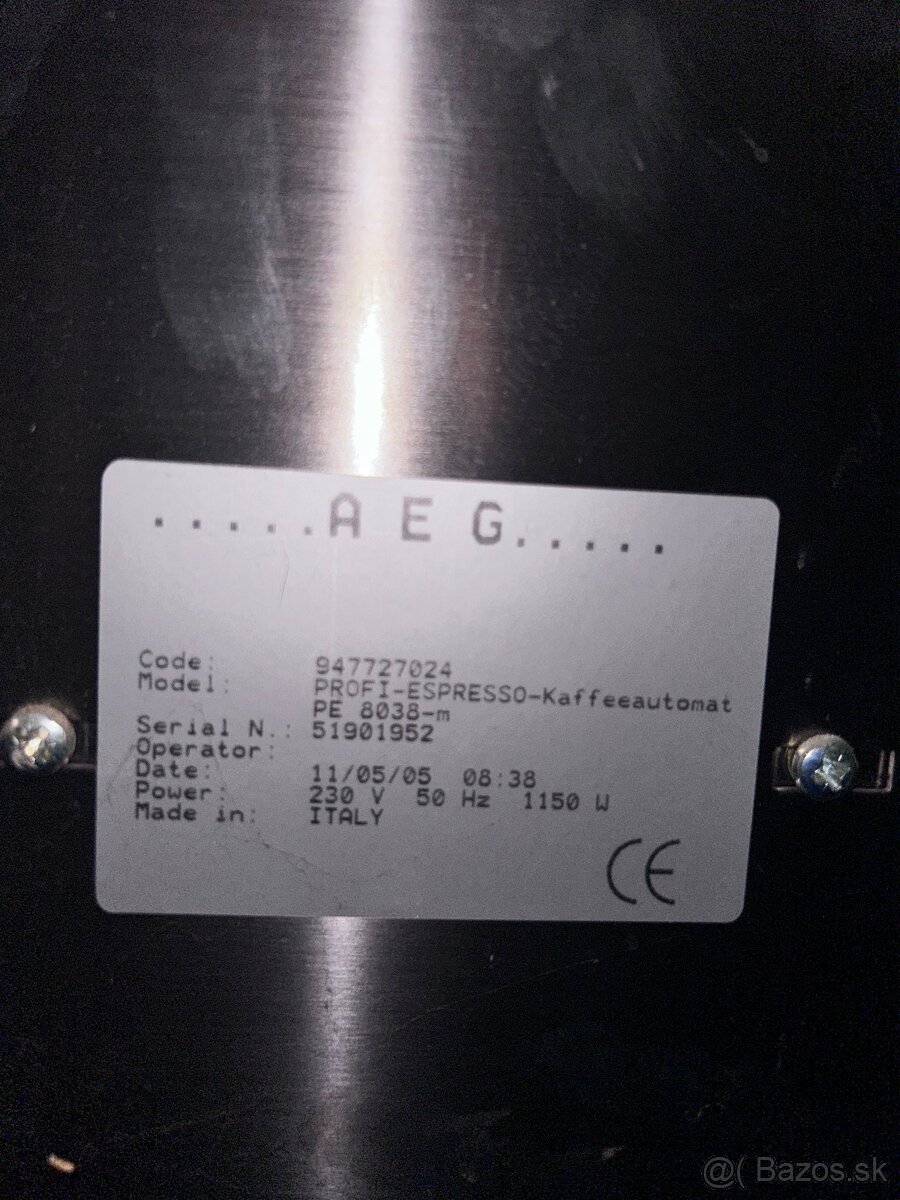 .....A E G.....
Code: 947727024
Model: PROFI-ESPRESSO-Kaffeeautomat
PE 8038-m
Serial N.: 51901952
Operator:
Date: 11/05/05 08:38
Power: 230 V 50 Hz 1150 W
Made in: ITALY
CE
@( Bazos.sk